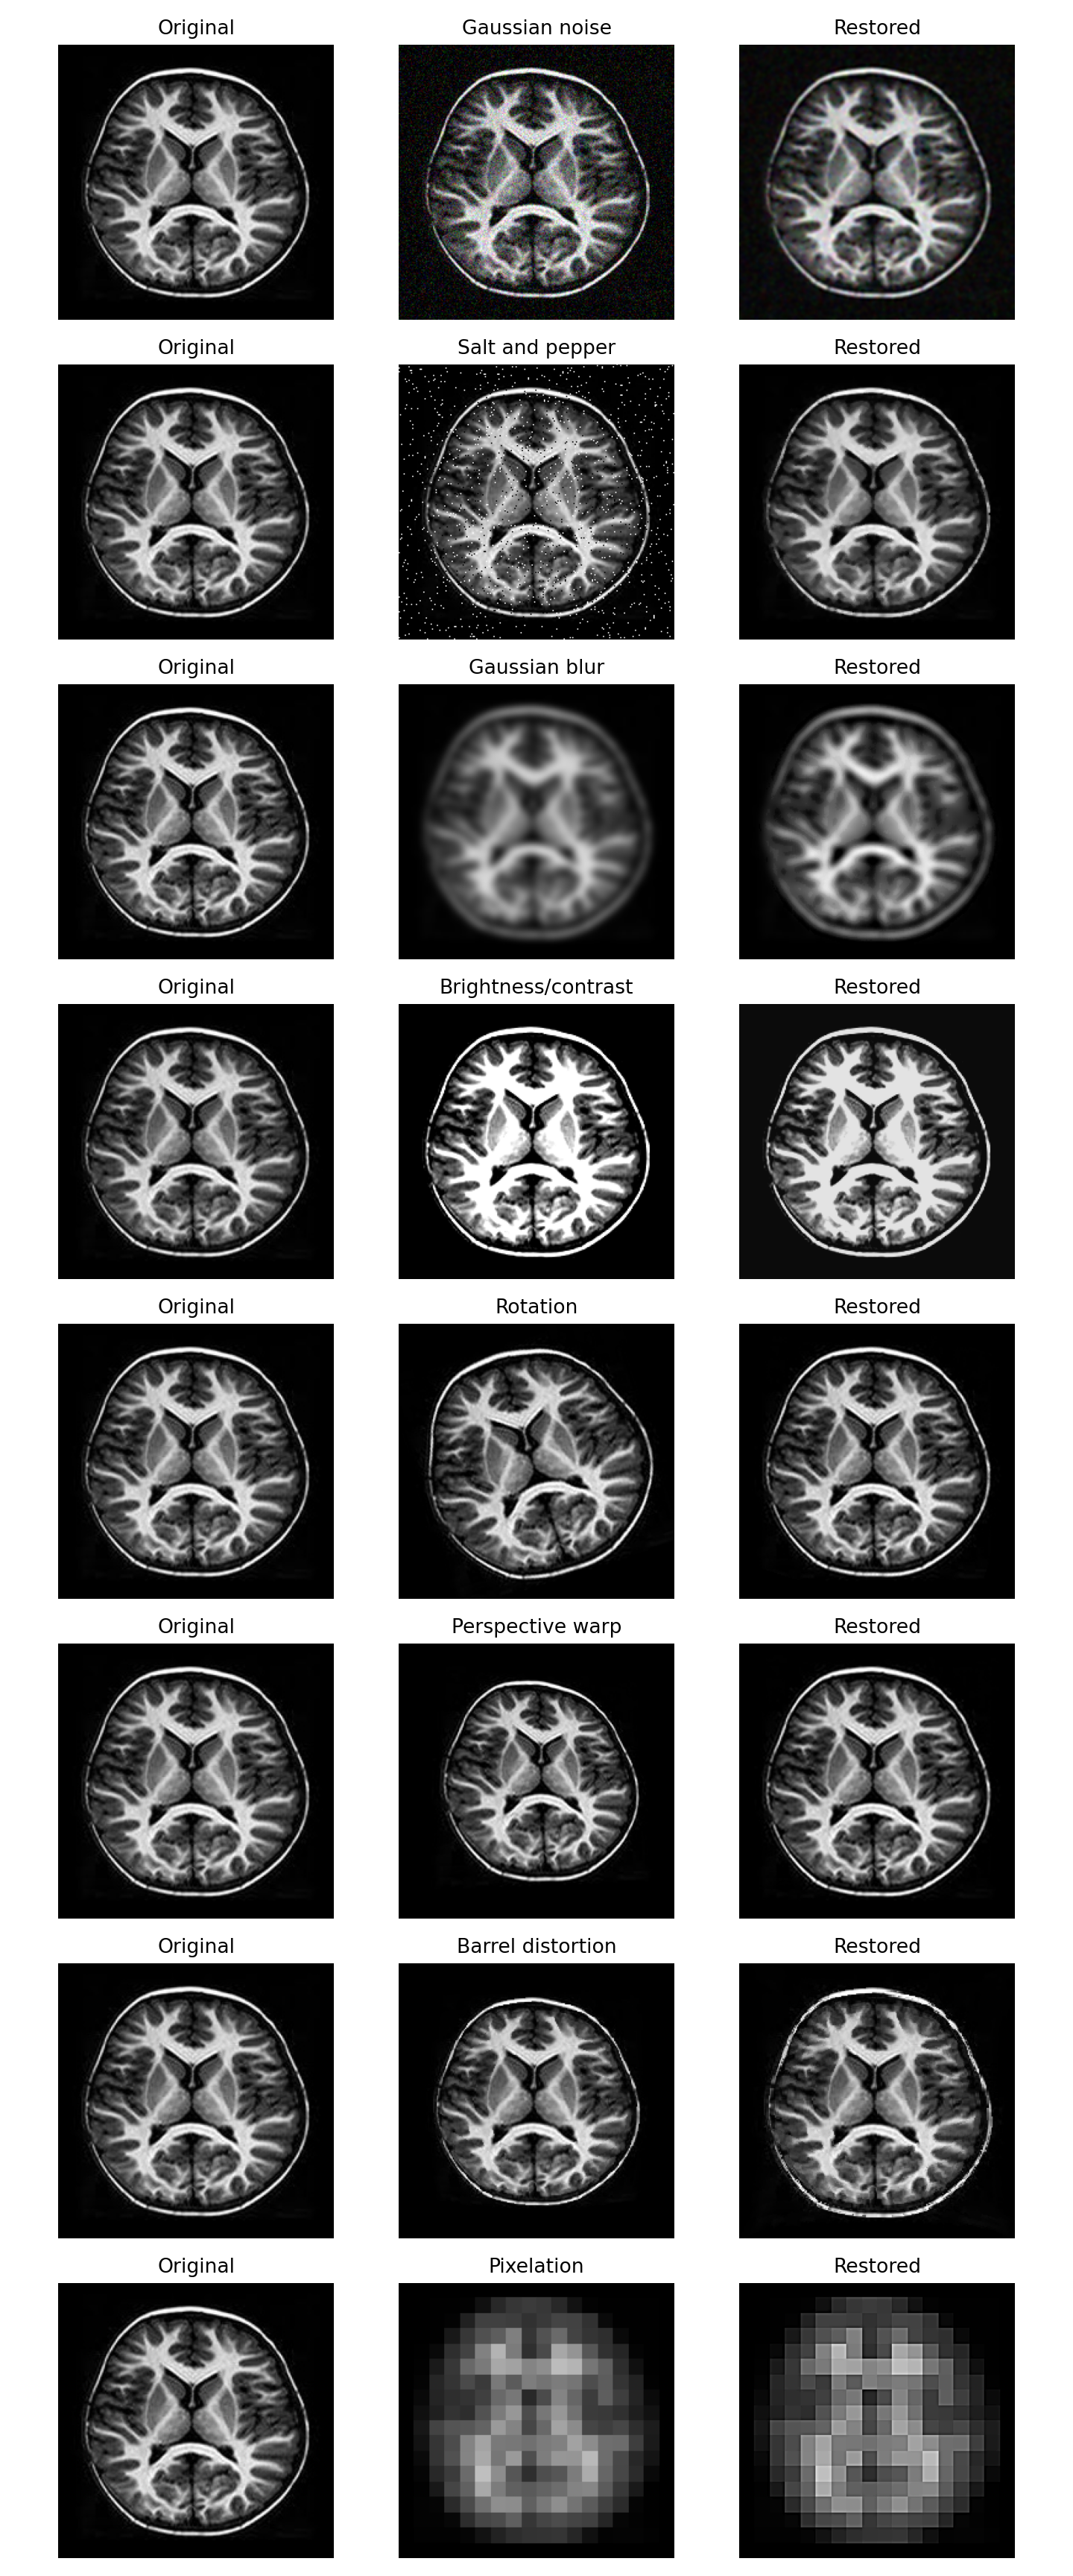 Original Gaussian noise Restored
Original Salt and pepper Restored
Original Gaussian blur Restored
Original Brightness/contrast Restored
Original Rotation Restored
Original Perspective warp Restored
Original Barrel distortion Restored
Original Pixelation Restored